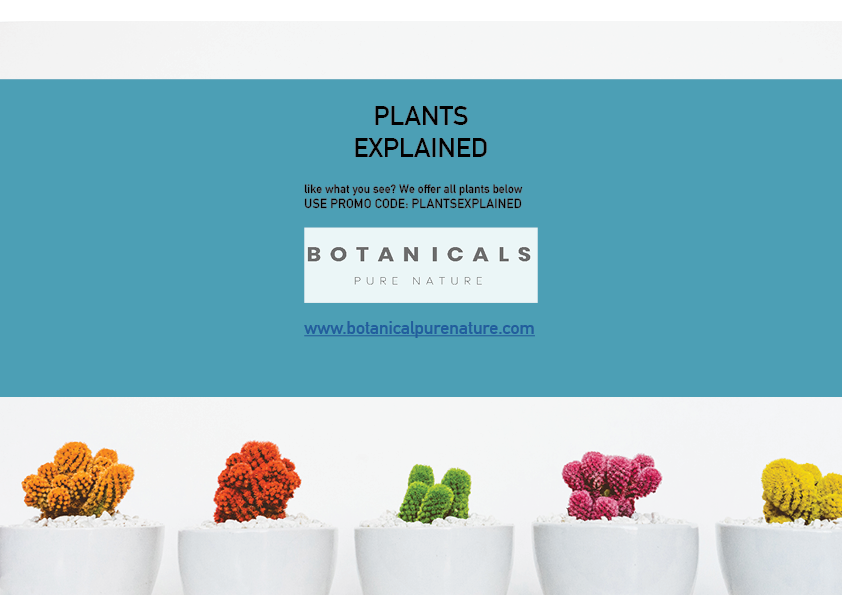 PLANTS
EXPLAINED
like what you see? We offer all plants below
USE PROMO CODE: PLANTSEXPLAINED
BOTANICALS
PURE NATURE
www.botanicalpurenature.com